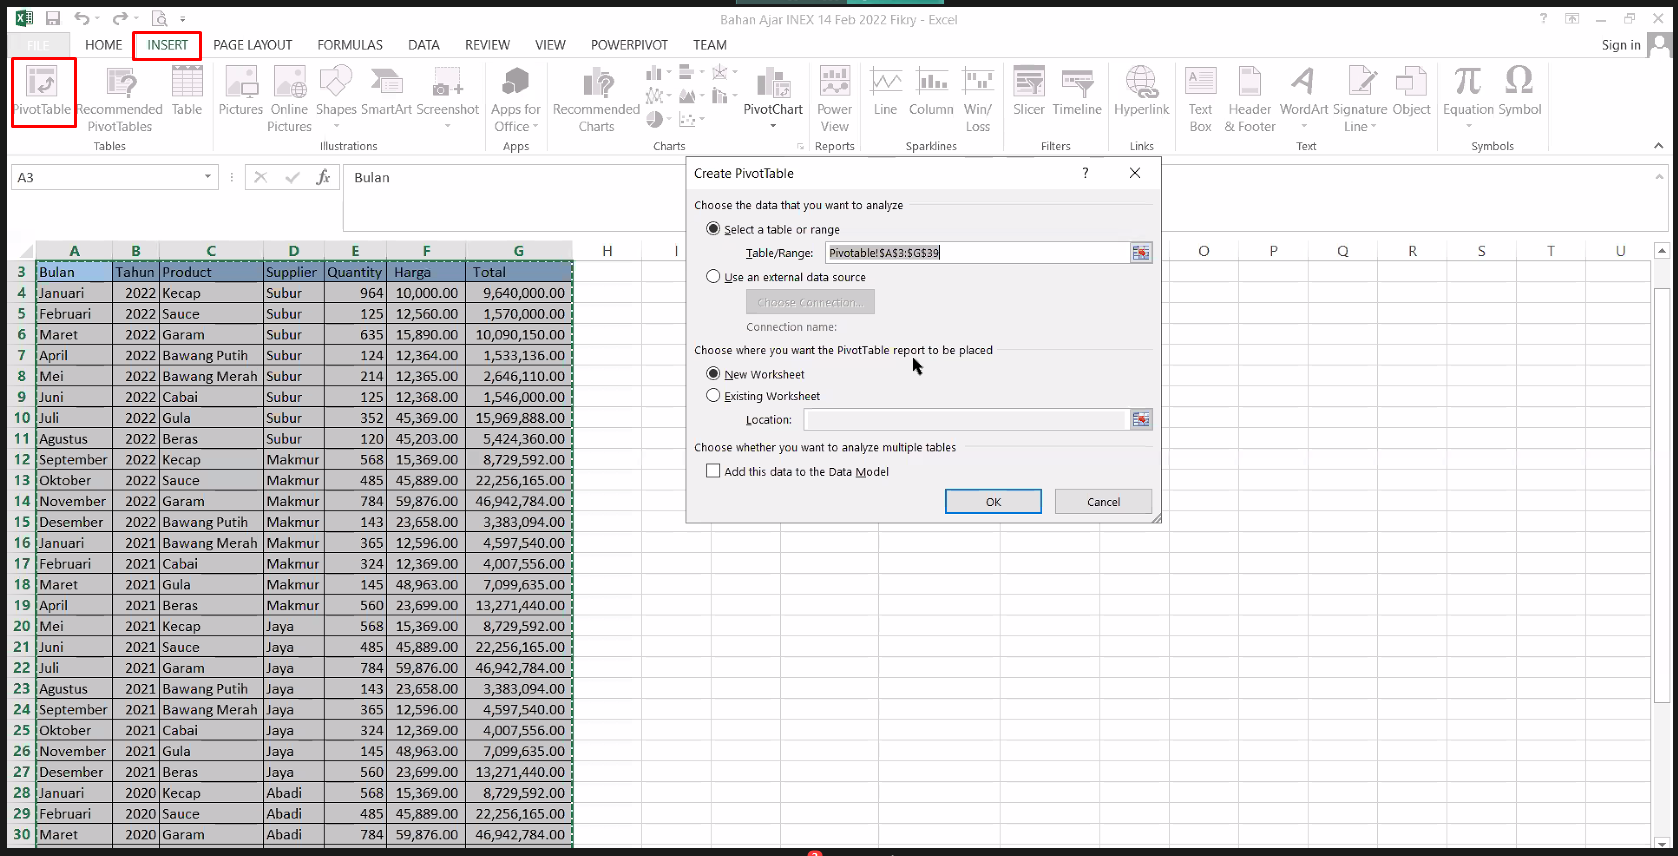 Bahan Ajar INEX 14 Feb 2022 Fikry - Excel
?
FILE HOME INSERT PAGE LAYOUT FORMULAS DATA REVIEW VIEW POWERPIVOT TEAM
Sign in
PivotTable
Recommended PivotTables
Table
Tables
Pictures
Online Pictures
Shapes
SmartArt
Screenshot
Illustrations
Apps for Office
Apps
Recommended Charts
PivotChart
Charts
Power View
Reports
Line
Column
Win/ Loss
Sparklines
Slicer
Timeline
Filters
Hyperlink
Links
Text Box
Header & Footer
WordArt
Signature Line
Object
Text
Equation
Symbol
Symbols
A3
fx
Bulan
Create PivotTable
?
Choose the data that you want to analyze
Select a table or range
Table/Range: Pivotable!$A$3:$G$39
Use an external data source
Choose Connection...
Connection name:
Choose where you want the PivotTable report to be placed
New Worksheet
Existing Worksheet
Location:
Choose whether you want to analyze multiple tables
Add this data to the Data Model
OK
Cancel
A B C D E F G H I O P Q R S T U
3 Bulan Tahun Product Supplier Quantity Harga Total
4 Januari 2022 Kecap Subur 964 10,000.00 9,640,000.00
5 Februari 2022 Sauce Subur 125 12,560.00 1,570,000.00
6 Maret 2022 Garam Subur 635 15,890.00 10,090,150.00
7 April 2022 Bawang Putih Subur 124 12,364.00 1,533,136.00
8 Mei 2022 Bawang Merah Subur 214 12,365.00 2,646,110.00
9 Juni 2022 Cabai Subur 125 12,368.00 1,546,000.00
10 Juli 2022 Gula Subur 352 45,369.00 15,969,888.00
11 Agustus 2022 Beras Subur 120 45,203.00 5,424,360.00
12 September 2022 Kecap Makmur 568 15,369.00 8,729,592.00
13 Oktober 2022 Sauce Makmur 485 45,889.00 22,256,165.00
14 November 2022 Garam Makmur 784 59,876.00 46,942,784.00
15 Desember 2022 Bawang Putih Makmur 143 23,658.00 3,383,094.00
16 Januari 2021 Bawang Merah Makmur 365 12,596.00 4,597,540.00
17 Februari 2021 Cabai Makmur 324 12,369.00 4,007,556.00
18 Maret 2021 Gula Makmur 145 48,963.00 7,099,635.00
19 April 2021 Beras Makmur 560 23,699.00 13,271,440.00
20 Mei 2021 Kecap Jaya 568 15,369.00 8,729,592.00
21 Juni 2021 Sauce Jaya 485 45,889.00 22,256,165.00
22 Juli 2021 Garam Jaya 784 59,876.00 46,942,784.00
23 Agustus 2021 Bawang Putih Jaya 143 23,658.00 3,383,094.00
24 September 2021 Bawang Merah Jaya 365 12,596.00 4,597,540.00
25 Oktober 2021 Cabai Jaya 324 12,369.00 4,007,556.00
26 November 2021 Gula Jaya 145 48,963.00 7,099,635.00
27 Desember 2021 Beras Jaya 560 23,699.00 13,271,440.00
28 Januari 2020 Kecap Abadi 568 15,369.00 8,729,592.00
29 Februari 2020 Sauce Abadi 485 45,889.00 22,256,165.00
30 Maret 2020 Garam Abadi 784 59,876.00 46,942,784.00